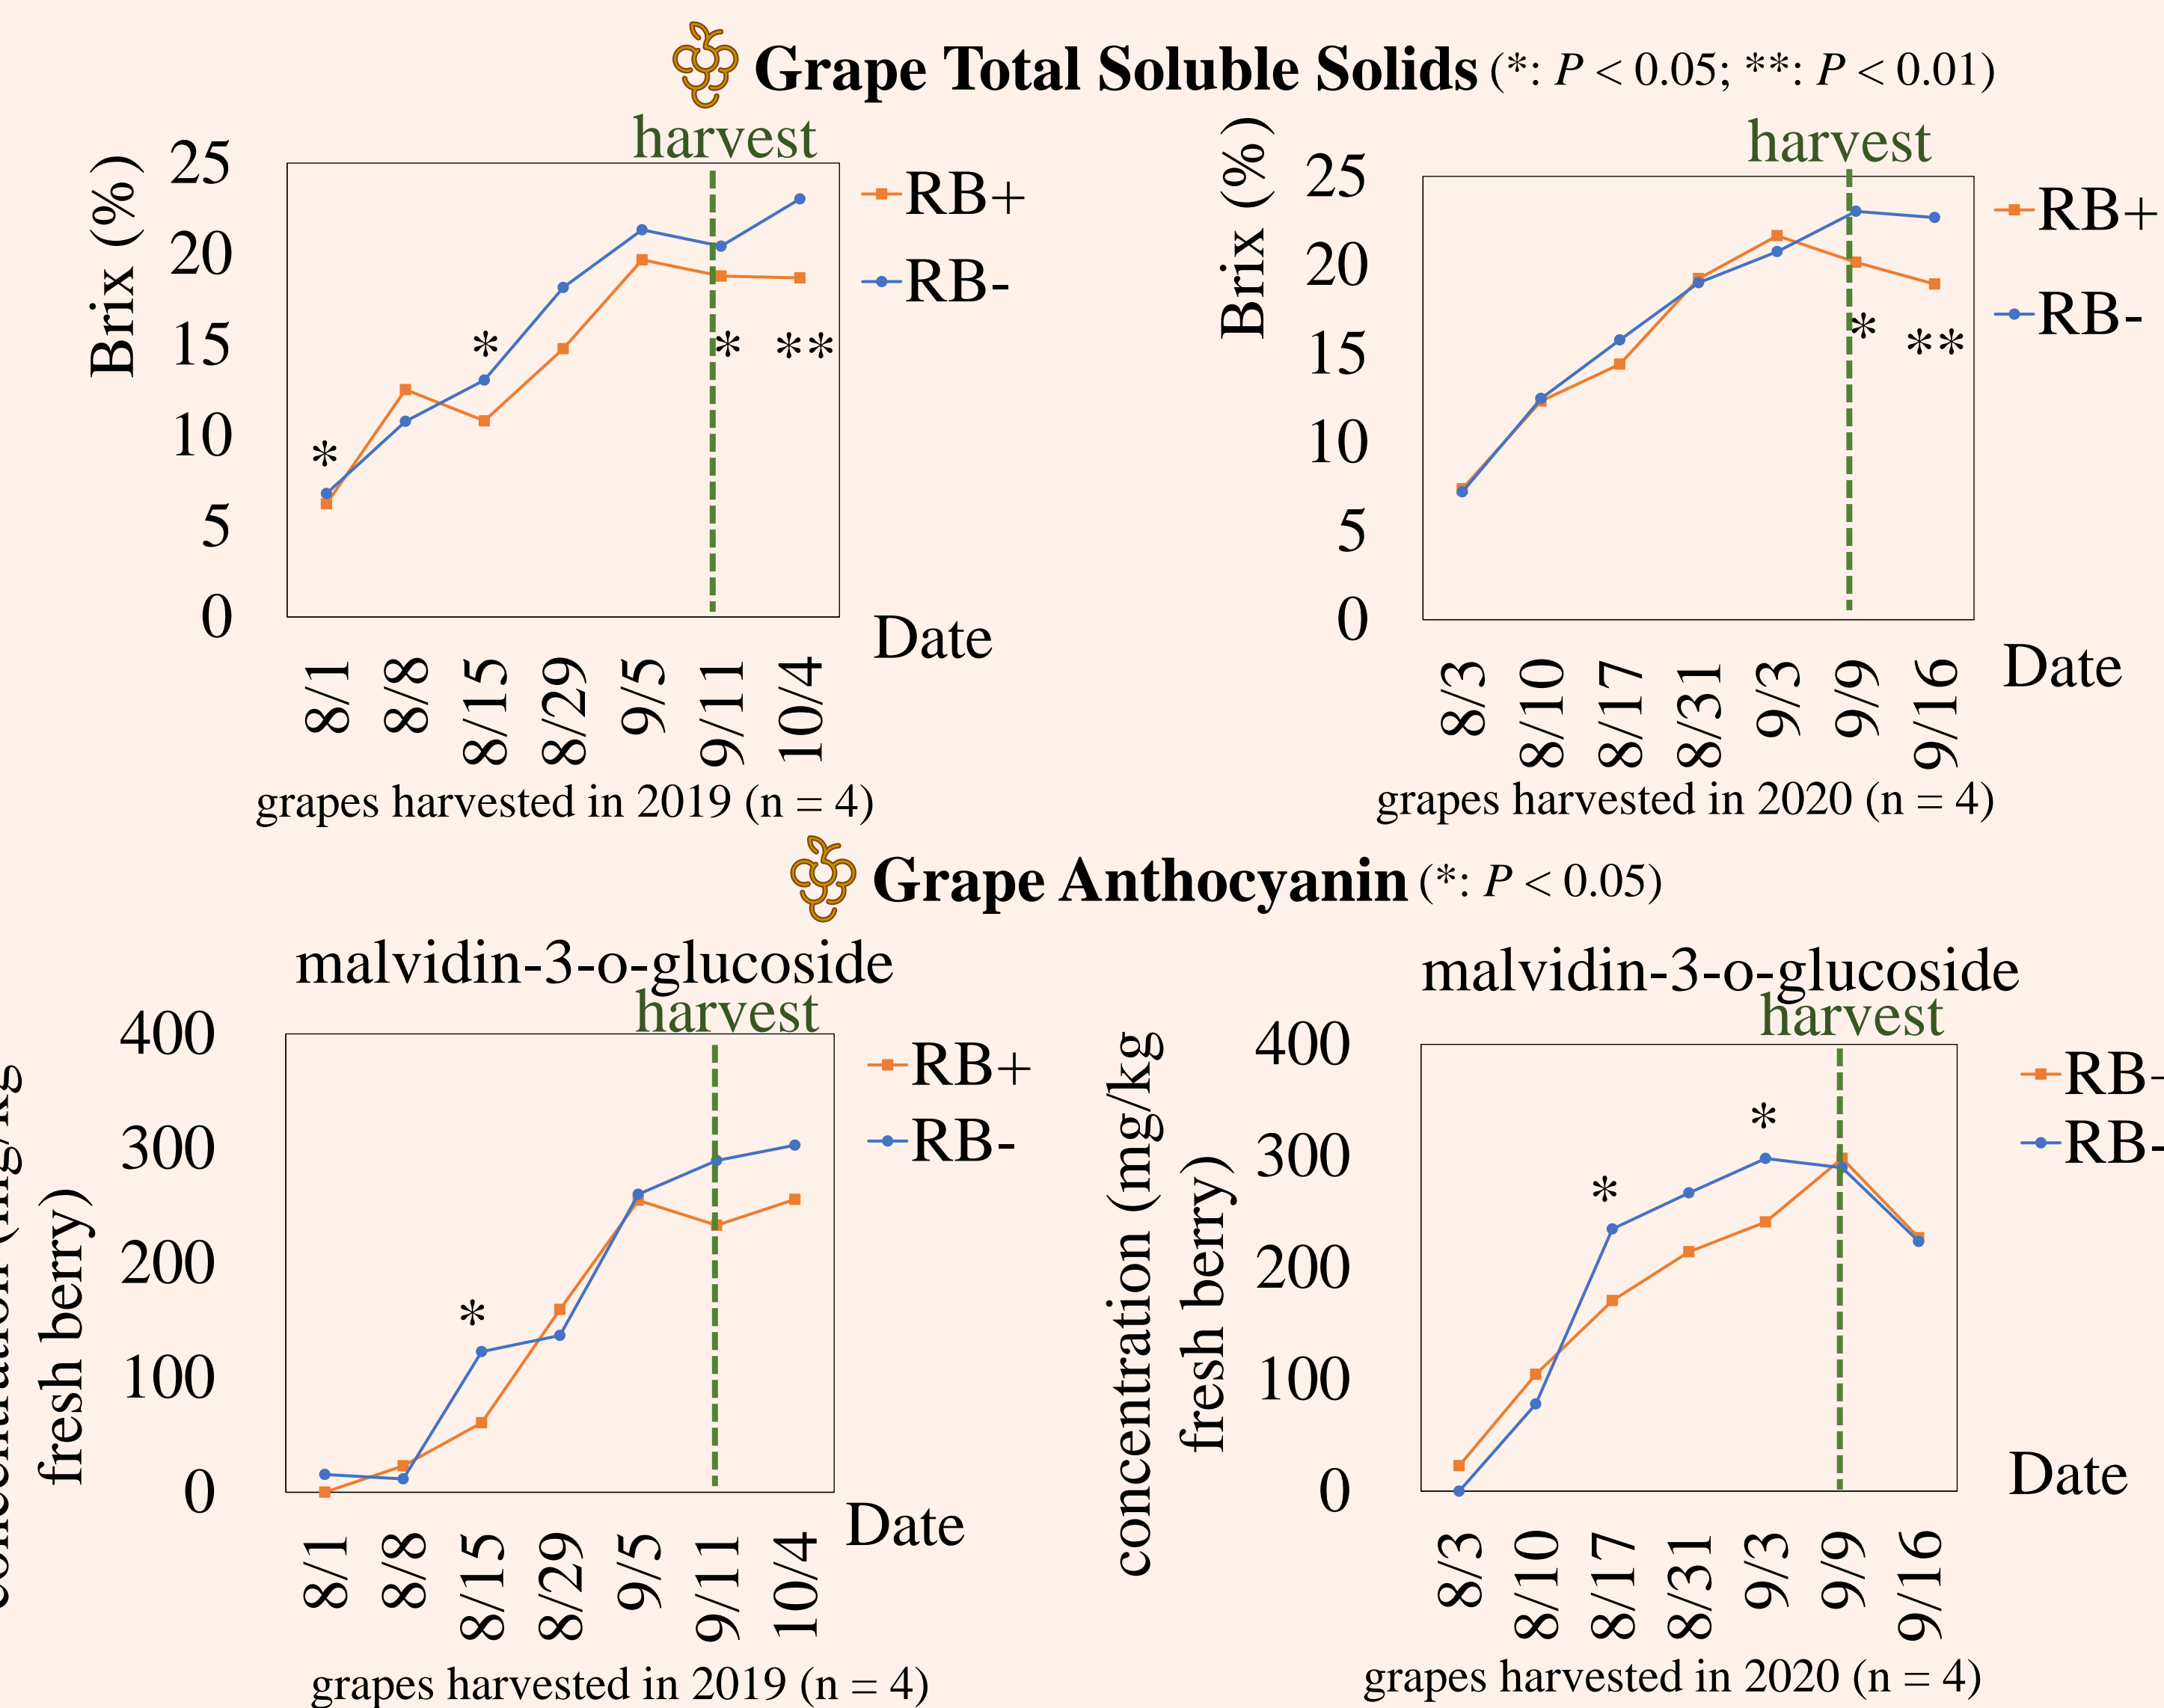 Grape Total Soluble Solids (*: P < 0.05; **: P < 0.01)
harvest
Brix (%)
25
20
15
10
5
0
RB+
RB-
*
*
*
**
Date
8/1
8/8
8/15
8/29
9/5
9/11
10/4
grapes harvested in 2019 (n = 4)
harvest
Brix (%)
25
20
15
10
5
0
RB+
RB-
*
**
Date
8/3
8/10
8/17
8/31
9/3
9/9
9/16
grapes harvested in 2020 (n = 4)
Grape Anthocyanin (*: P < 0.05)
malvidin-3-o-glucoside
harvest
fresh berry)
400
300
200
100
0
RB+
RB-
*
Date
8/1
8/8
8/15
8/29
9/5
9/11
10/4
grapes harvested in 2019 (n = 4)
malvidin-3-o-glucoside
harvest
concentration (mg/kg
fresh berry)
400
300
200
100
0
RB-
RB-
*
*
Date
8/3
8/10
8/17
8/31
9/3
9/9
9/16
grapes harvested in 2020 (n = 4)